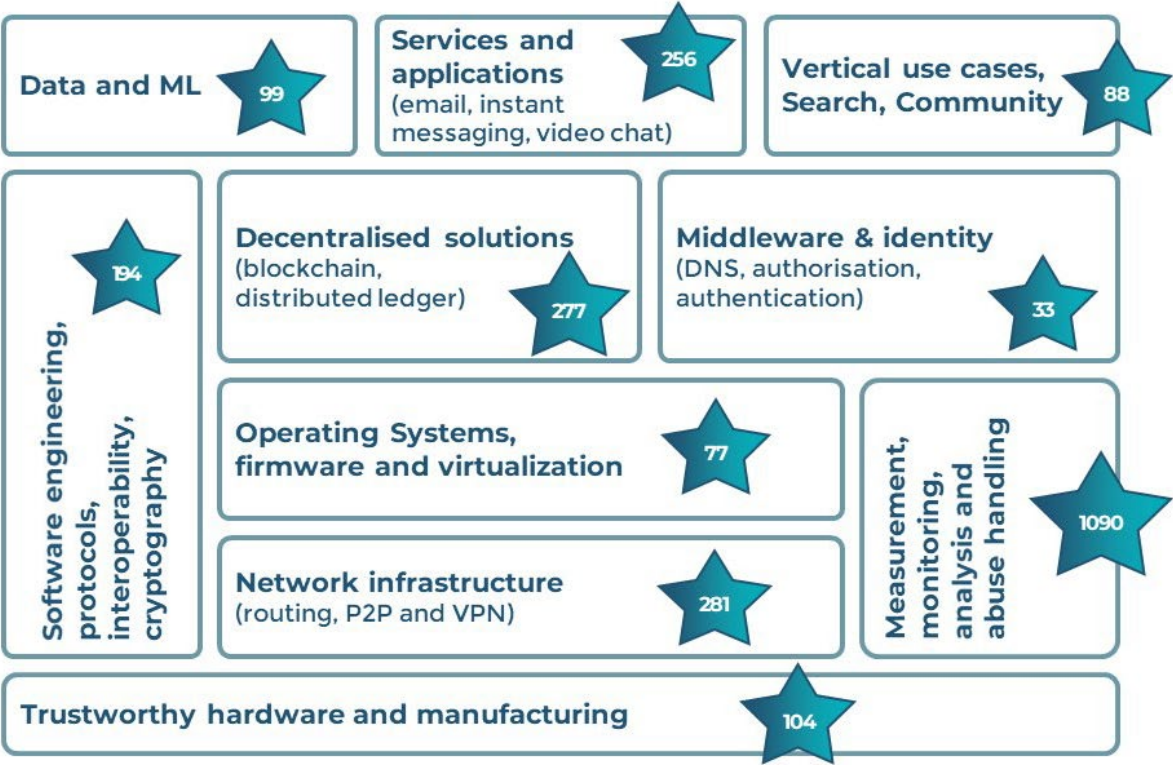 Data and ML
99
Services and
applications
(email, instant
messaging, video chat)
256
Vertical use cases,
Search, Community
88
Software engineering,
protocols,
interoperability,
cryptography
194
Decentralised solutions
(blockchain,
distributed ledger)
277
Middleware & identity
(DNS, authorisation,
authentication)
33
Operating Systems,
firmware and virtualization
77
Measurement,
monitoring,
analysis and
abuse handling
1090
Network infrastructure
(routing, P2P and VPN)
281
Trustworthy hardware and manufacturing
104